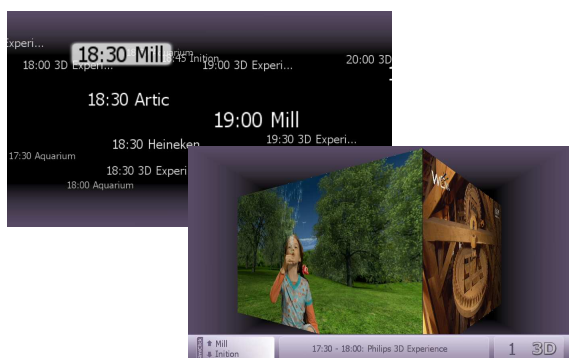 xperi...
18:30 Mill
18:45 Inition
18:00 3D Experi...
19:00 3D Experi...
20:00 3D
18:30 Artic
19:00 Mill
18:30 Heineken
19:30 3D Experi...
17:30 Aquarium
18:30 3D Experi
18:00 Aquarium
Mill
Inition
17:30 - 18:00: Philips 3D Experience
1 3D